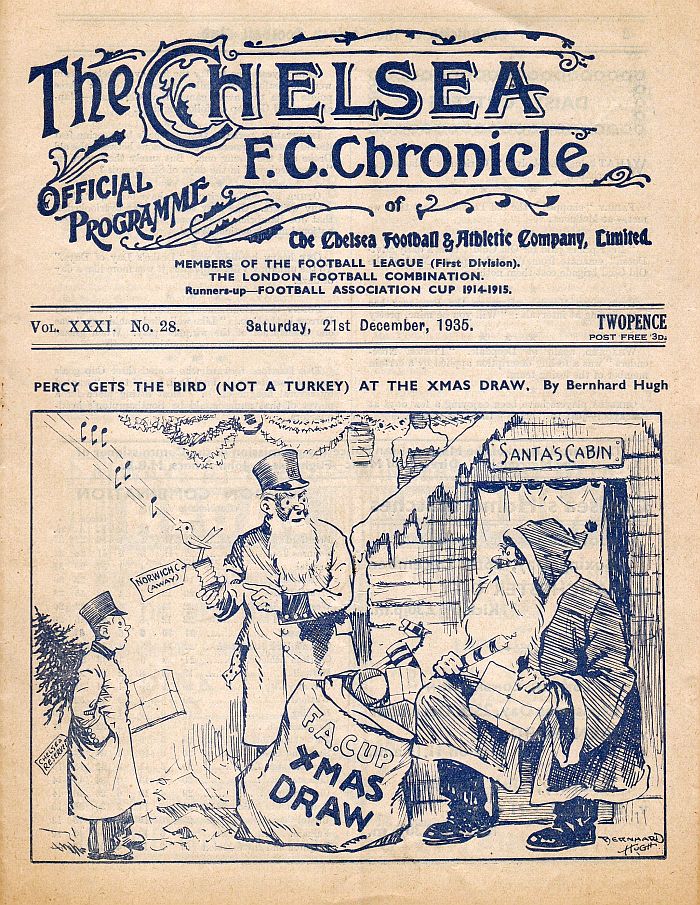 The CHELSEA
F.C. Chronicle
OFFICIAL
PROGRAMME
of
The Chelsea Football & Athletic Company, Limited.
MEMBERS OF THE FOOTBALL LEAGUE (First Division).
THE LONDON FOOTBALL COMBINATION.
Runners-up—FOOTBALL ASSOCIATION CUP 1914-1915.
VOL. XXXI. No. 28.
Saturday, 21st December, 1935.
TWOPENCE
POST FREE 3D.
PERCY GETS THE BIRD (NOT A TURKEY) AT THE XMAS DRAW. By Bernhard Hugh
SANTA'S CABIN
NORWICH C.
(AWAY)
CHELSEA
F.A. CUP
XMAS
DRAW
BERNHARD
HUGH